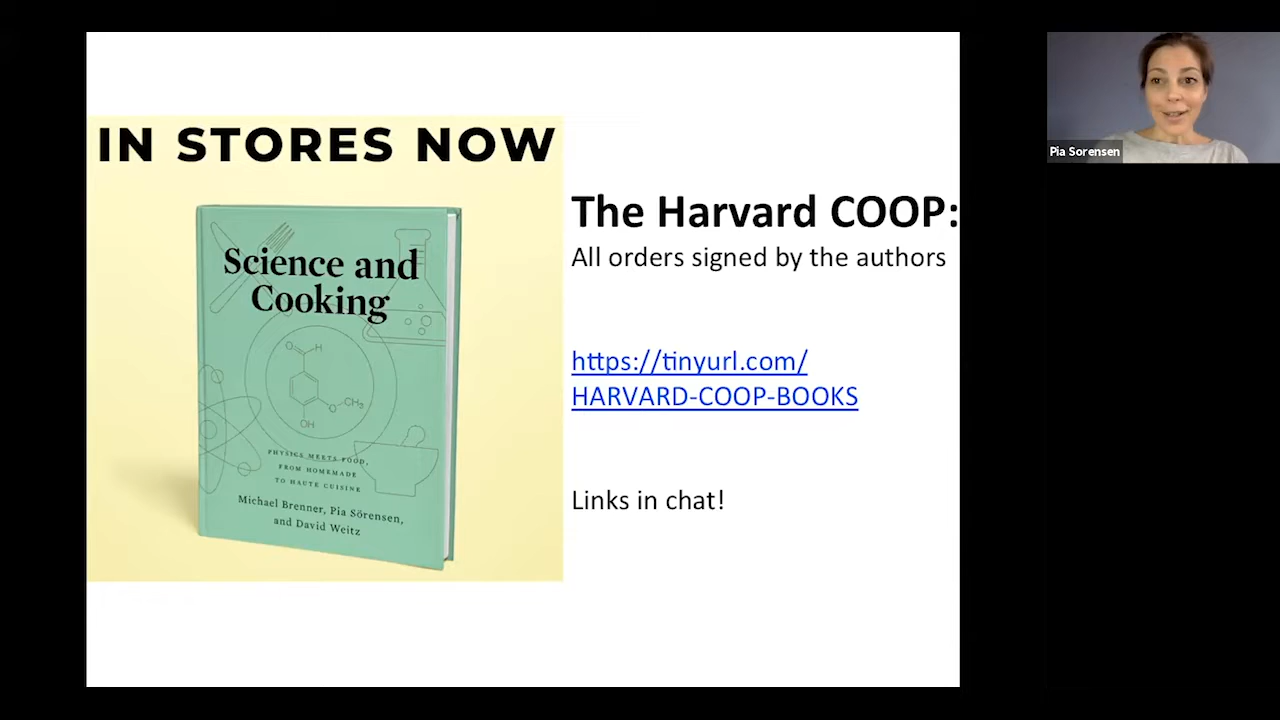 IN STORES NOW
Science and
Cooking
O
H
O
CH₃
OH
PHYSICS MEETS FOOD,
FROM HOMEMADE
TO HAUTE CUISINE
Michael Brenner, Pia Sörensen,
and David Weitz
The Harvard COOP:
All orders signed by the authors
https://tinyurl.com/
HARVARD-COOP-BOOKS
Links in chat!
Pia Sorensen